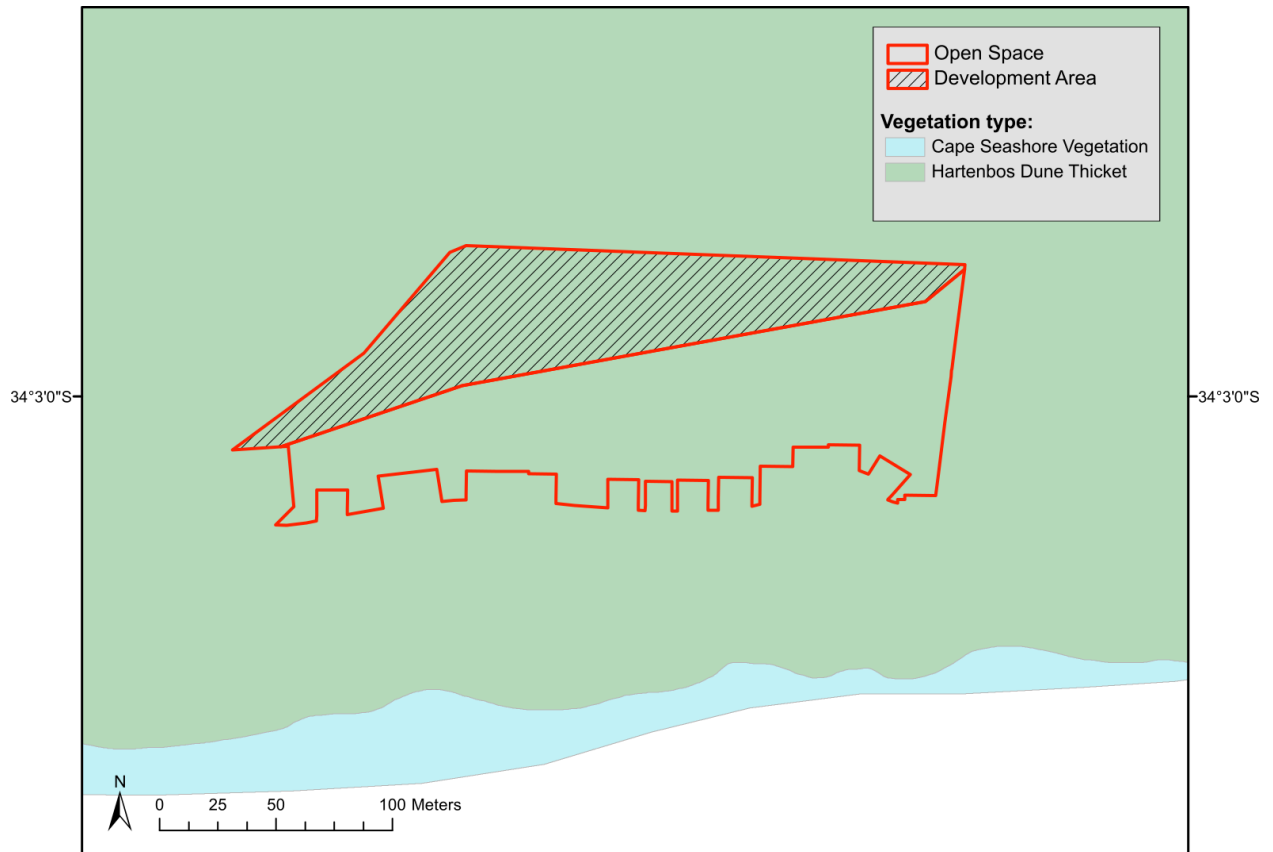 Open Space
Development Area
Vegetation type:
Cape Seashore Vegetation
Hartenbos Dune Thicket
34°3'0"S
34°3'0"S
N
0 25 50 100 Meters